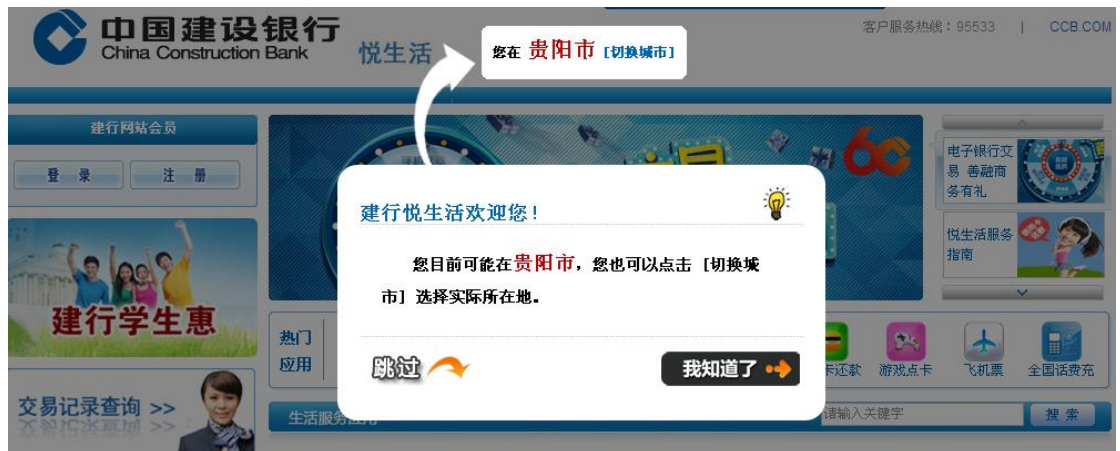 中国建设银行
China Construction Bank
悦生活
您在 贵阳市 [切换城市]
客户服务热线：95533 | CCB.COM
建行网站会员
登 录
注 册
建行学生惠
交易记录查询 >>
建行悦生活欢迎您！
您目前可能在贵阳市，您也可以点击 [切换城
市] 选择实际所在地。
跳过
我知道了
电子银行交
易 善融商
务有礼
悦生活服务
指南
热门
应用
卡还款
游戏点卡
飞机票
全国话费充
生活服务应用
请输入关键字
搜 索